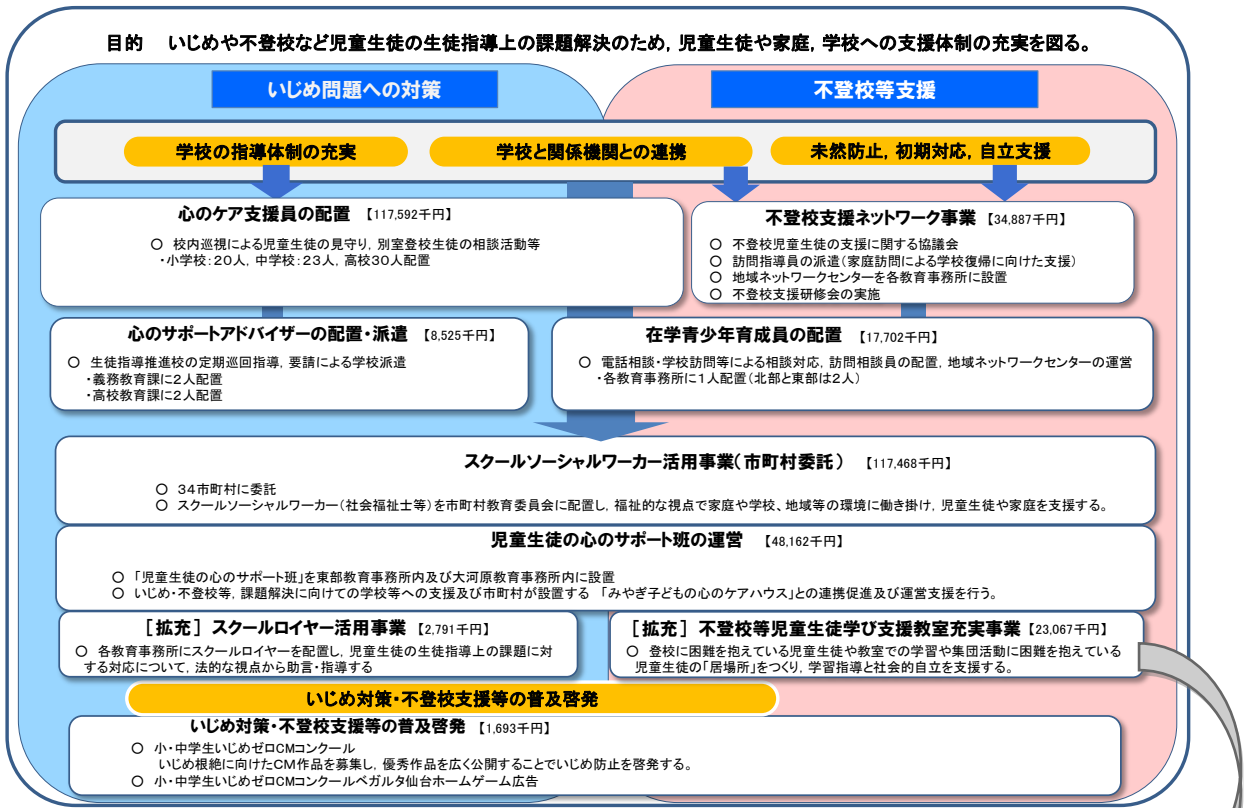 目的　いじめや不登校など児童生徒の生徒指導上の課題解決のため，児童生徒や家庭，学校への支援体制の充実を図る。
いじめ問題への対策
不登校等支援
学校の指導体制の充実
学校と関係機関との連携
未然防止，初期対応，自立支援
心のケア支援員の配置 【117,592千円】
○ 校内巡視による児童生徒の見守り，別室登校生徒の相談活動等
・小学校：２０人，中学校：２３人，高校３０人配置
不登校支援ネットワーク事業 【34,887千円】
○ 不登校児童生徒の支援に関する協議会
○ 訪問指導員の派遣（家庭訪問による学校復帰に向けた支援）
○ 地域ネットワークセンターを各教育事務所に設置
○ 不登校支援研修会の実施
心のサポートアドバイザーの配置・派遣 【8,525千円】
○ 生徒指導推進校の定期巡回指導，要請による学校派遣
・義務教育課に２人配置
・高校教育課に２人配置
在学青少年育成員の配置 【17,702千円】
○ 電話相談・学校訪問等による相談対応，訪問相談員の配置，地域ネットワークセンターの運営
・各教育事務所に１人配置（北部と東部は２人）
スクールソーシャルワーカー活用事業（市町村委託） 【117,468千円】
○ ３４市町村に委託
○ スクールソーシャルワーカー（社会福祉士等）を市町村教育委員会に配置し，福祉的な視点で家庭や学校、地域等の環境に働き掛け，児童生徒や家庭を支援する。
児童生徒の心のサポート班の運営 【48,162千円】
○ 「児童生徒の心のサポート班」を東部教育事務所内及び大河原教育事務所内に設置
○ いじめ・不登校等，課題解決に向けての学校等への支援及び市町村が設置する 「みやぎ子どもの心のケアハウス」との連携促進及び運営支援を行う。
［拡充］ スクールロイヤー活用事業 【2,791千円】
○ 各教育事務所にスクールロイヤーを配置し，児童生徒の生徒指導上の課題に対
する対応について，法的な視点から助言・指導する
［拡充］ 不登校等児童生徒学び支援教室充実事業 【23,067千円】
○ 登校に困難を抱えている児童生徒や教室での学習や集団活動に困難を抱えている
児童生徒の「居場所」をつくり，学習指導と社会的自立を支援する。
いじめ対策・不登校支援等の普及啓発
いじめ対策・不登校支援等の普及啓発 【1,693千円】
○ 小・中学生いじめゼロCMコンクール
いじめ根絶に向けたCM作品を募集し，優秀作品を広く公開することでいじめ防止を啓発する。
○ 小・中学生いじめゼロCMコンクールベガルタ仙台ホームゲーム広告